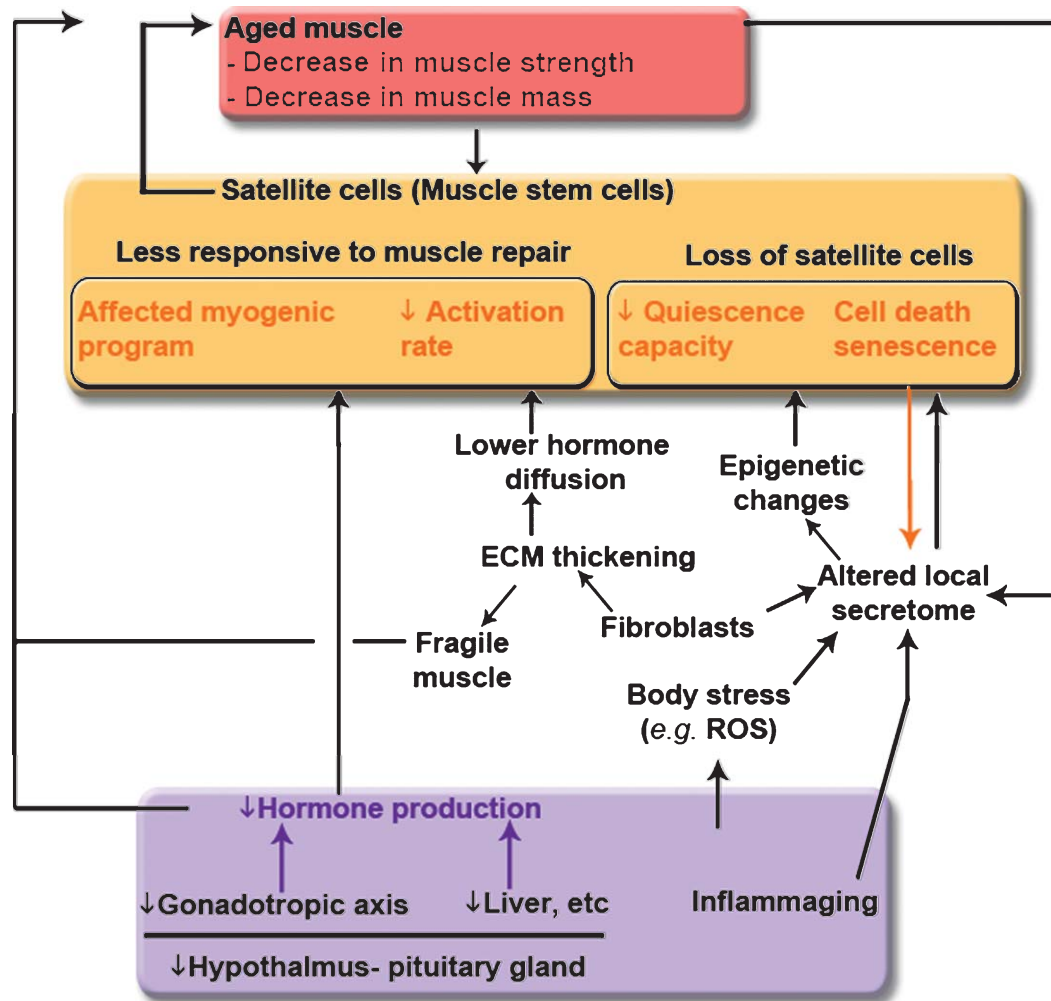 Aged muscle
- Decrease in muscle strength
- Decrease in muscle mass
Satellite cells (Muscle stem cells)
Less responsive to muscle repair
Loss of satellite cells
Affected myogenic
program
↓ Activation
rate
↓ Quiescence
capacity
Cell death
senescence
Lower hormone
diffusion
Epigenetic
changes
ECM thickening
Altered local
secretome
Fibroblasts
Fragile
muscle
Body stress
(e.g. ROS)
↓Hormone production
↓Gonadotropic axis
↓Liver, etc
Inflammaging
↓Hypothalmus- pituitary gland